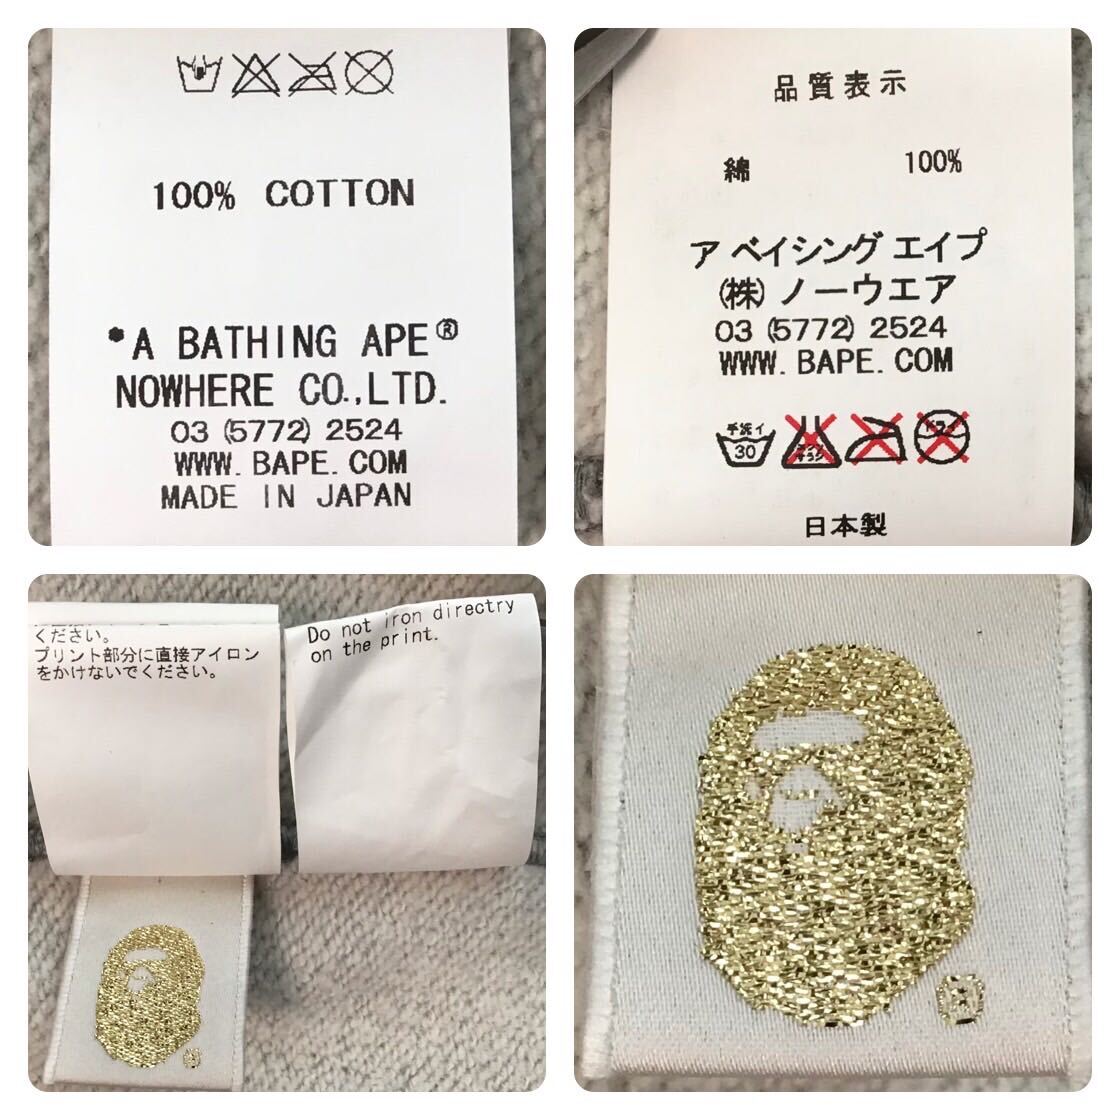 100% COTTON
*A BATHING APE®
NOWHERE CO.,LTD.
03 (5772) 2524
WWW.BAPE.COM
MADE IN JAPAN
品質表示
綿 100%
ア ベイシング エイプ
(株) ノーウエア
03 (5772) 2524
WWW.BAPE.COM
手洗イ
30
日本製
ください。
プリント部分に直接アイロン
をかけないでください。
Do not iron directry
on the print.